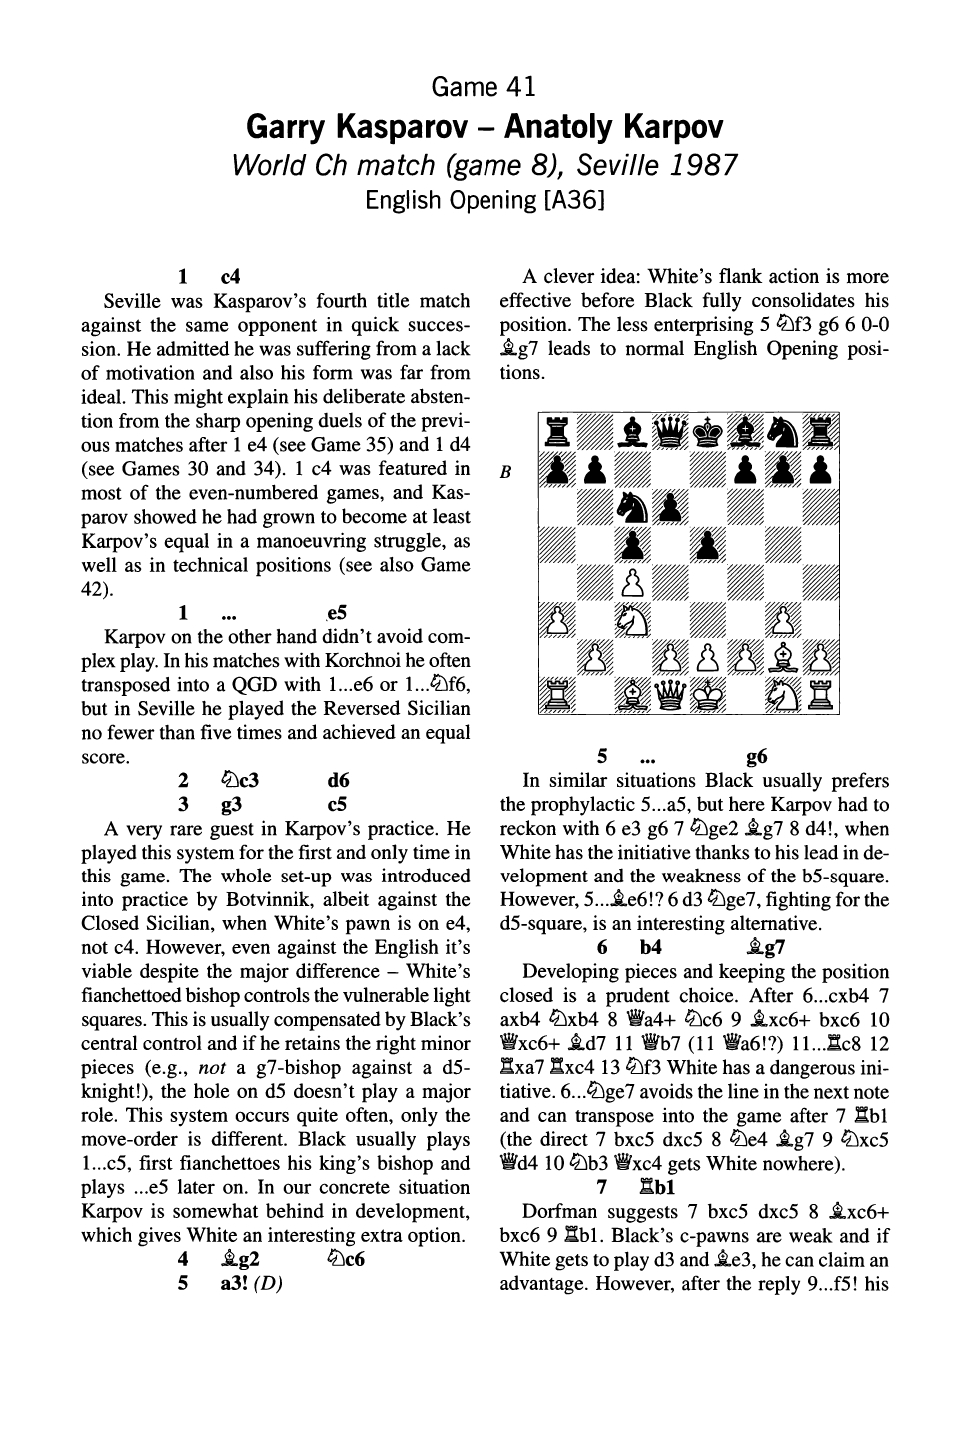 Game 41
Garry Kasparov – Anatoly Karpov
World Ch match (game 8), Seville 1987
English Opening [A36]
1 c4
Seville was Kasparov's fourth title match
against the same opponent in quick succes-
sion. He admitted he was suffering from a lack
of motivation and also his form was far from
ideal. This might explain his deliberate absten-
tion from the sharp opening duels of the previ-
ous matches after 1 e4 (see Game 35) and 1 d4
(see Games 30 and 34). 1 c4 was featured in
most of the even-numbered games, and Kas-
parov showed he had grown to become at least
Karpov's equal in a manoeuvring struggle, as
well as in technical positions (see also Game
42).
1 ... e5
Karpov on the other hand didn't avoid com-
plex play. In his matches with Korchnoi he often
transposed into a QGD with 1...e6 or 1...♘f6,
but in Seville he played the Reversed Sicilian
no fewer than five times and achieved an equal
score.
2 ♘c3 d6
3 g3 c5
A very rare guest in Karpov's practice. He
played this system for the first and only time in
this game. The whole set-up was introduced
into practice by Botvinnik, albeit against the
Closed Sicilian, when White's pawn is on e4,
not c4. However, even against the English it's
viable despite the major difference – White's
fianchettoed bishop controls the vulnerable light
squares. This is usually compensated by Black's
central control and if he retains the right minor
pieces (e.g., not a g7-bishop against a d5-
knight!), the hole on d5 doesn't play a major
role. This system occurs quite often, only the
move-order is different. Black usually plays
1...c5, first fianchettoes his king's bishop and
plays ...e5 later on. In our concrete situation
Karpov is somewhat behind in development,
which gives White an interesting extra option.
4 ♗g2 ♘c6
5 a3! (D)
A clever idea: White's flank action is more
effective before Black fully consolidates his
position. The less enterprising 5 ♘f3 g6 6 0-0
♗g7 leads to normal English Opening posi-
tions.
B
5 ... g6
In similar situations Black usually prefers
the prophylactic 5...a5, but here Karpov had to
reckon with 6 e3 g6 7 ♘ge2 ♗g7 8 d4!, when
White has the initiative thanks to his lead in de-
velopment and the weakness of the b5-square.
However, 5...♗e6!? 6 d3 ♘ge7, fighting for the
d5-square, is an interesting alternative.
6 b4 ♗g7
Developing pieces and keeping the position
closed is a prudent choice. After 6...cxb4 7
axb4 ♘xb4 8 ♕a4+ ♘c6 9 ♗xc6+ bxc6 10
♕xc6+ ♗d7 11 ♕b7 (11 ♕a6!?) 11...♖c8 12
♖xa7 ♖xc4 13 ♘f3 White has a dangerous ini-
tiative. 6...♘ge7 avoids the line in the next note
and can transpose into the game after 7 ♖b1
(the direct 7 bxc5 dxc5 8 ♘e4 ♗g7 9 ♘xc5
♕d4 10 ♘b3 ♕xc4 gets White nowhere).
7 ♖b1
Dorfman suggests 7 bxc5 dxc5 8 ♗xc6+
bxc6 9 ♖b1. Black's c-pawns are weak and if
White gets to play d3 and ♗e3, he can claim an
advantage. However, after the reply 9...f5! his